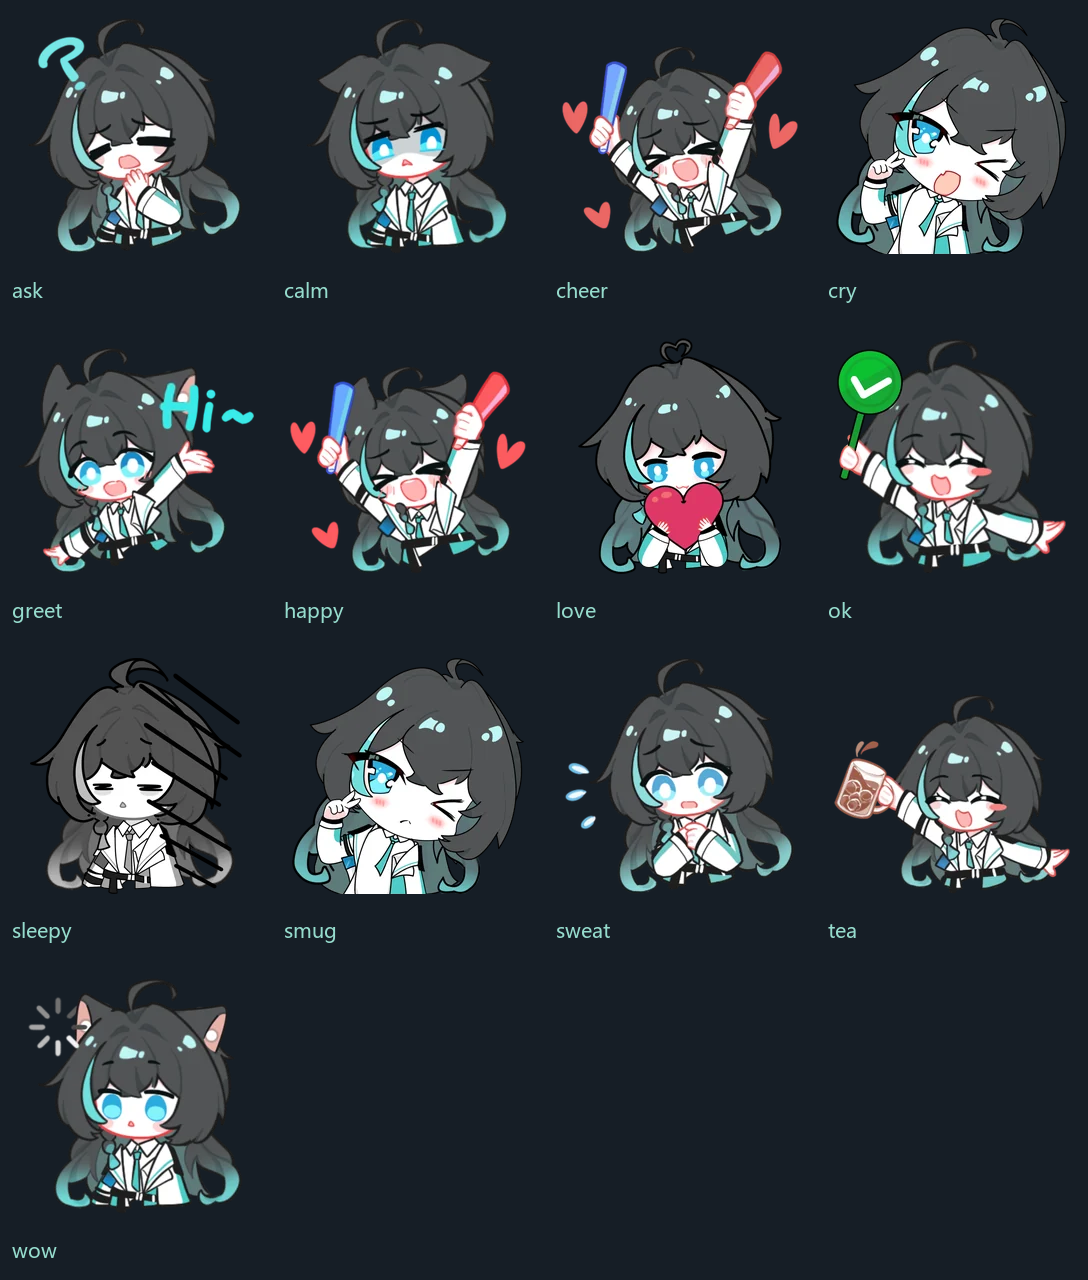 ask
calm
cheer
cry
Hi~
greet
happy
love
ok
sleepy
smug
sweat
tea
wow